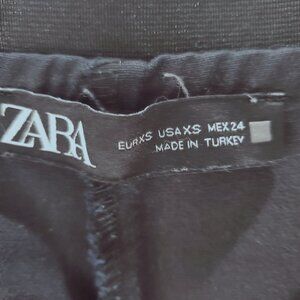 ZARA
EUR XS USA XS MEX 24
MADE IN TURKEY